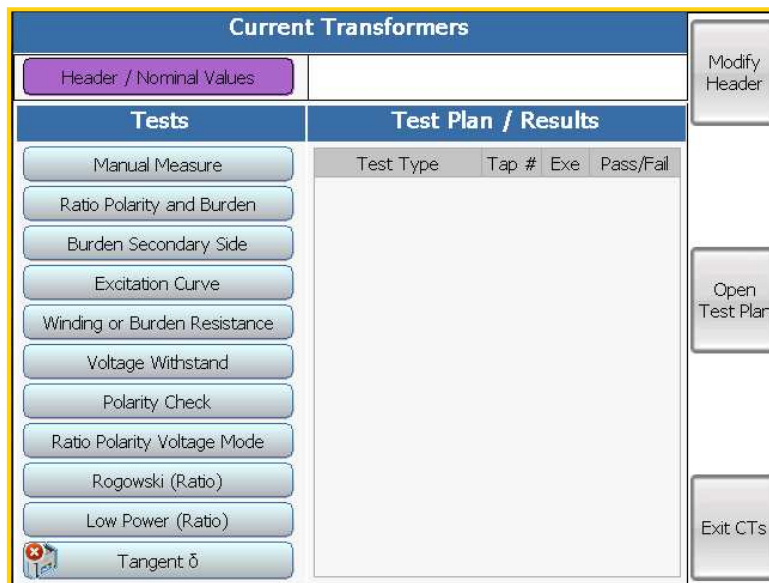 Current Transformers
Header / Nominal Values
Modify
Header
Tests
Test Plan / Results
Manual Measure
Ratio Polarity and Burden
Burden Secondary Side
Excitation Curve
Winding or Burden Resistance
Voltage Withstand
Polarity Check
Ratio Polarity Voltage Mode
Rogowski (Ratio)
Low Power (Ratio)
Tangent δ
Test Type Tap # Exe Pass/Fail
Open
Test Plan
Exit CTs